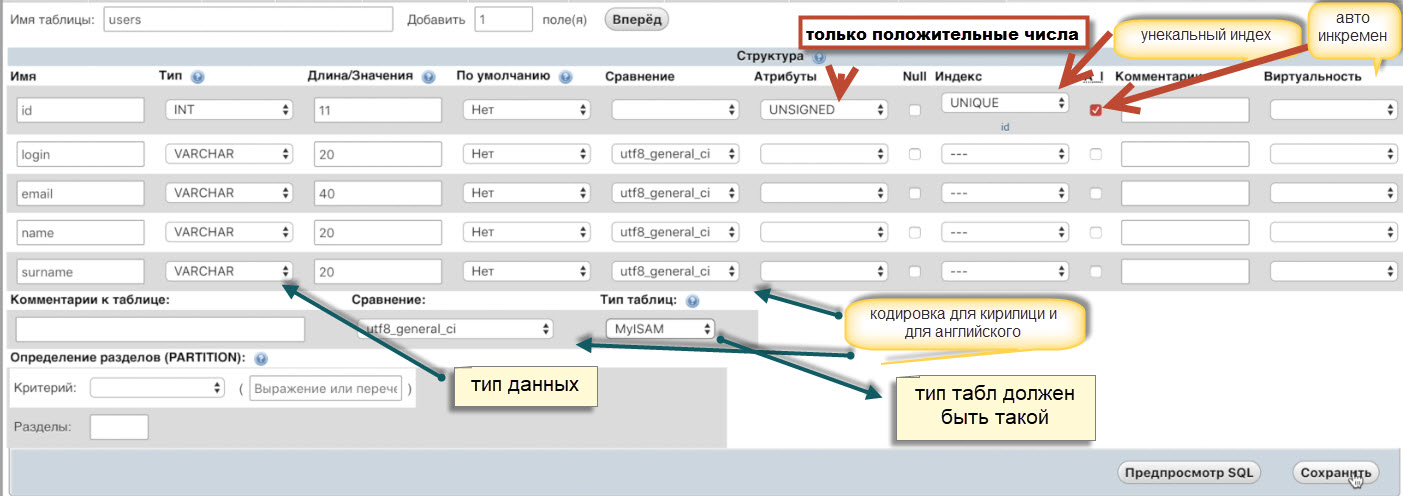 Имя таблицы: users Добавить 1 поле(я) Вперёд
только положительные числа
унекальный индех
авто
инкремен
Структура
Имя Тип Длина/Значения По умолчанию Сравнение Атрибуты Null Индекс A_I Комментарии Виртуальность
id INT 11 Нет UNSIGNED UNIQUE
id
login VARCHAR 20 Нет utf8_general_ci ---
email VARCHAR 40 Нет utf8_general_ci ---
name VARCHAR 20 Нет utf8_general_ci ---
surname VARCHAR 20 Нет utf8_general_ci ---
Комментарии к таблице: Сравнение: Тип таблиц:
utf8_general_ci MyISAM
кодировка для кирилици и
для английского
Определение разделов (PARTITION):
Критерий: ( Выражение или перече )
тип данных
тип табл должен
быть такой
Разделы:
Предпросмотр SQL Сохранить